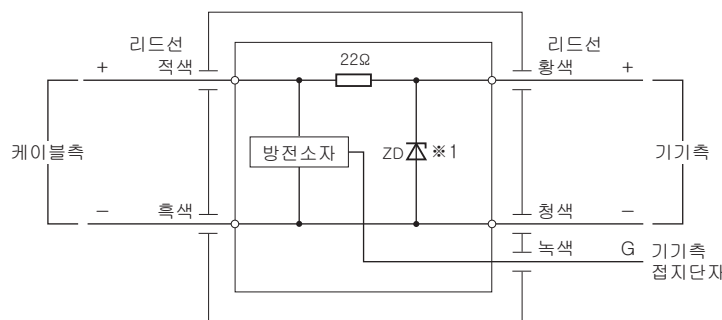 리드선
리드선
+
적색
22Ω
황색
+
케이블측
방전소자
ZD
※1
기기측
−
흑색
청색
−
녹색
G
기기측
접지단자